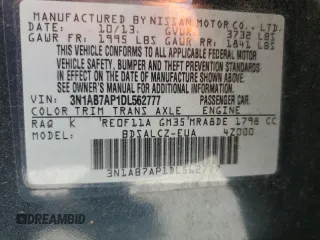 MANUFACTURED BY NISSAN MOTOR CO., LTD.
10/13. GVWR 3732 LBS
GAWR FR 1995 LBS RR 1841 LBS
THIS VEHICLE CONFORMS TO ALL APPLICABLE
FEDERAL MOTOR VEHICLE SAFETY,
BUMPER, AND THEFT PREVENTION STANDARDS
IN EFFECT ON THE DATE OF
MANUFACTURE SHOWN ABOVE.
SEE OWNER'S MANUAL FOR ADDITIONAL INFORMATION
VIN: 3N1AB7AP1DL562777 PASSENGER CAR.
COLOR TRIM TRANS AXLE ENGINE
RAQ K RE0F11A GM35 MRA8DE 1798 CC
MODEL BDSALCZ-EUA 4Z000
3N1AB7AP1DL562777
otoBidMaster